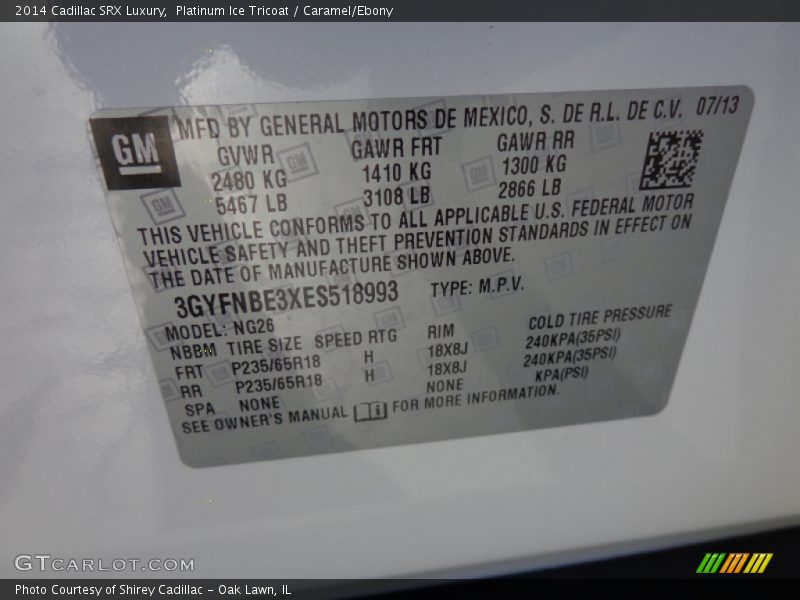 2014 Cadillac SRX Luxury,  Platinum Ice Tricoat / Caramel/Ebony
GM MFD BY GENERAL MOTORS DE MEXICO, S. DE R.L. DE C.V. 07/13
GVWR GAWR FRT GAWR RR
2480 KG 1410 KG 1300 KG
5467 LB 3108 LB 2866 LB
THIS VEHICLE CONFORMS TO ALL APPLICABLE U.S. FEDERAL MOTOR
VEHICLE SAFETY AND THEFT PREVENTION STANDARDS IN EFFECT ON
THE DATE OF MANUFACTURE SHOWN ABOVE.
3GYFNBE3XES518993 TYPE: M.P.V.
MODEL: NG26
NBBM TIRE SIZE SPEED RTG RIM COLD TIRE PRESSURE
FRT P235/65R18 H 18X8J 240KPA(35PSI)
RR P235/65R18 H 18X8J 240KPA(35PSI)
SPA NONE NONE KPA(PSI)
SEE OWNER'S MANUAL FOR MORE INFORMATION.
GTCARLOT.COM
Photo Courtesy of Shirey Cadillac - Oak Lawn, IL